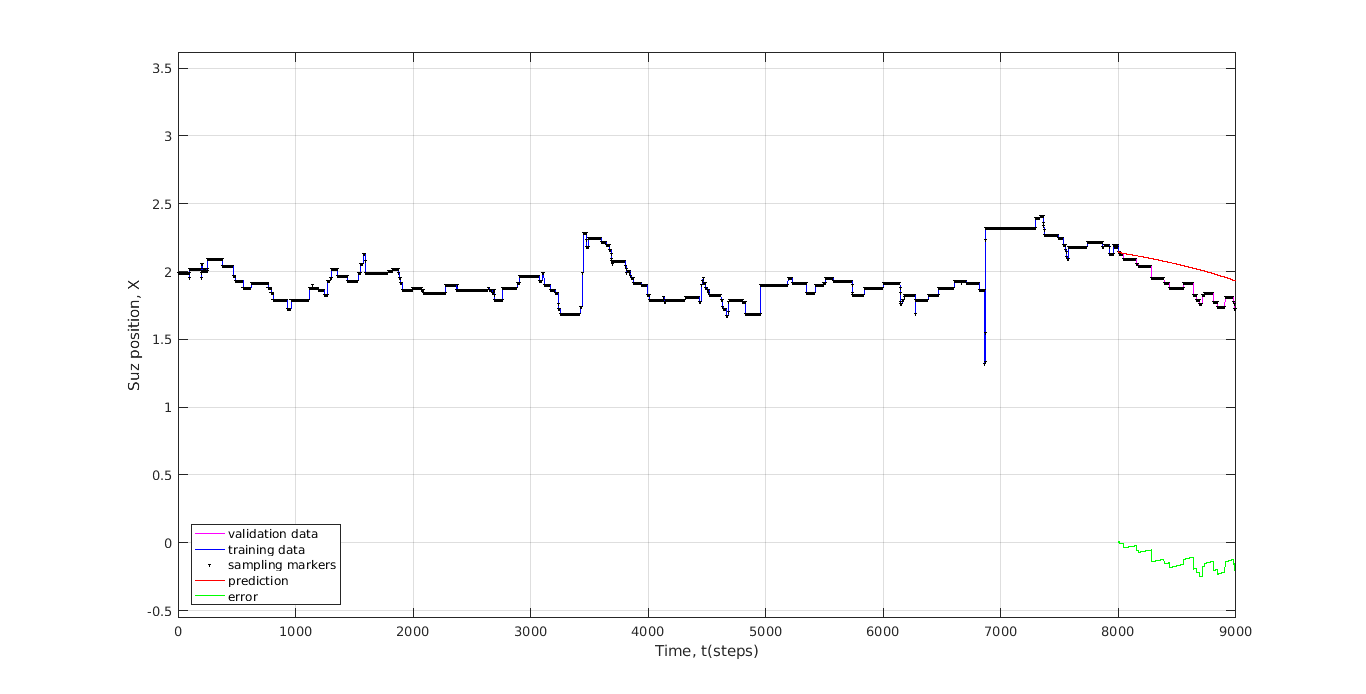 3.5
3
2.5
2
1.5
1
0.5
0
-0.5
Suz position, X
validation data
training data
sampling markers
prediction
error
0 1000 2000 3000 4000 5000 6000 7000 8000 9000
Time, t(steps)